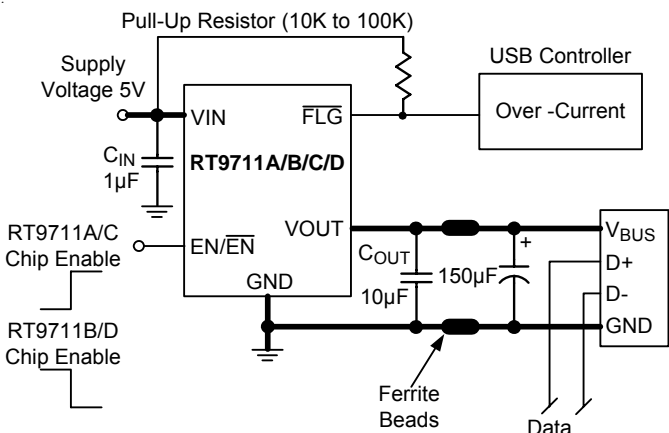 Pull-Up Resistor (10K to 100K)
Supply
Voltage 5V
USB Controller
VIN
FLG
Over -Current
CIN
1µF
RT9711A/B/C/D
RT9711A/C
Chip Enable
EN/EN
VOUT
GND
COUT
10µF
150µF
+
VBUS
D+
D-
GND
RT9711B/D
Chip Enable
Ferrite
Beads
Data